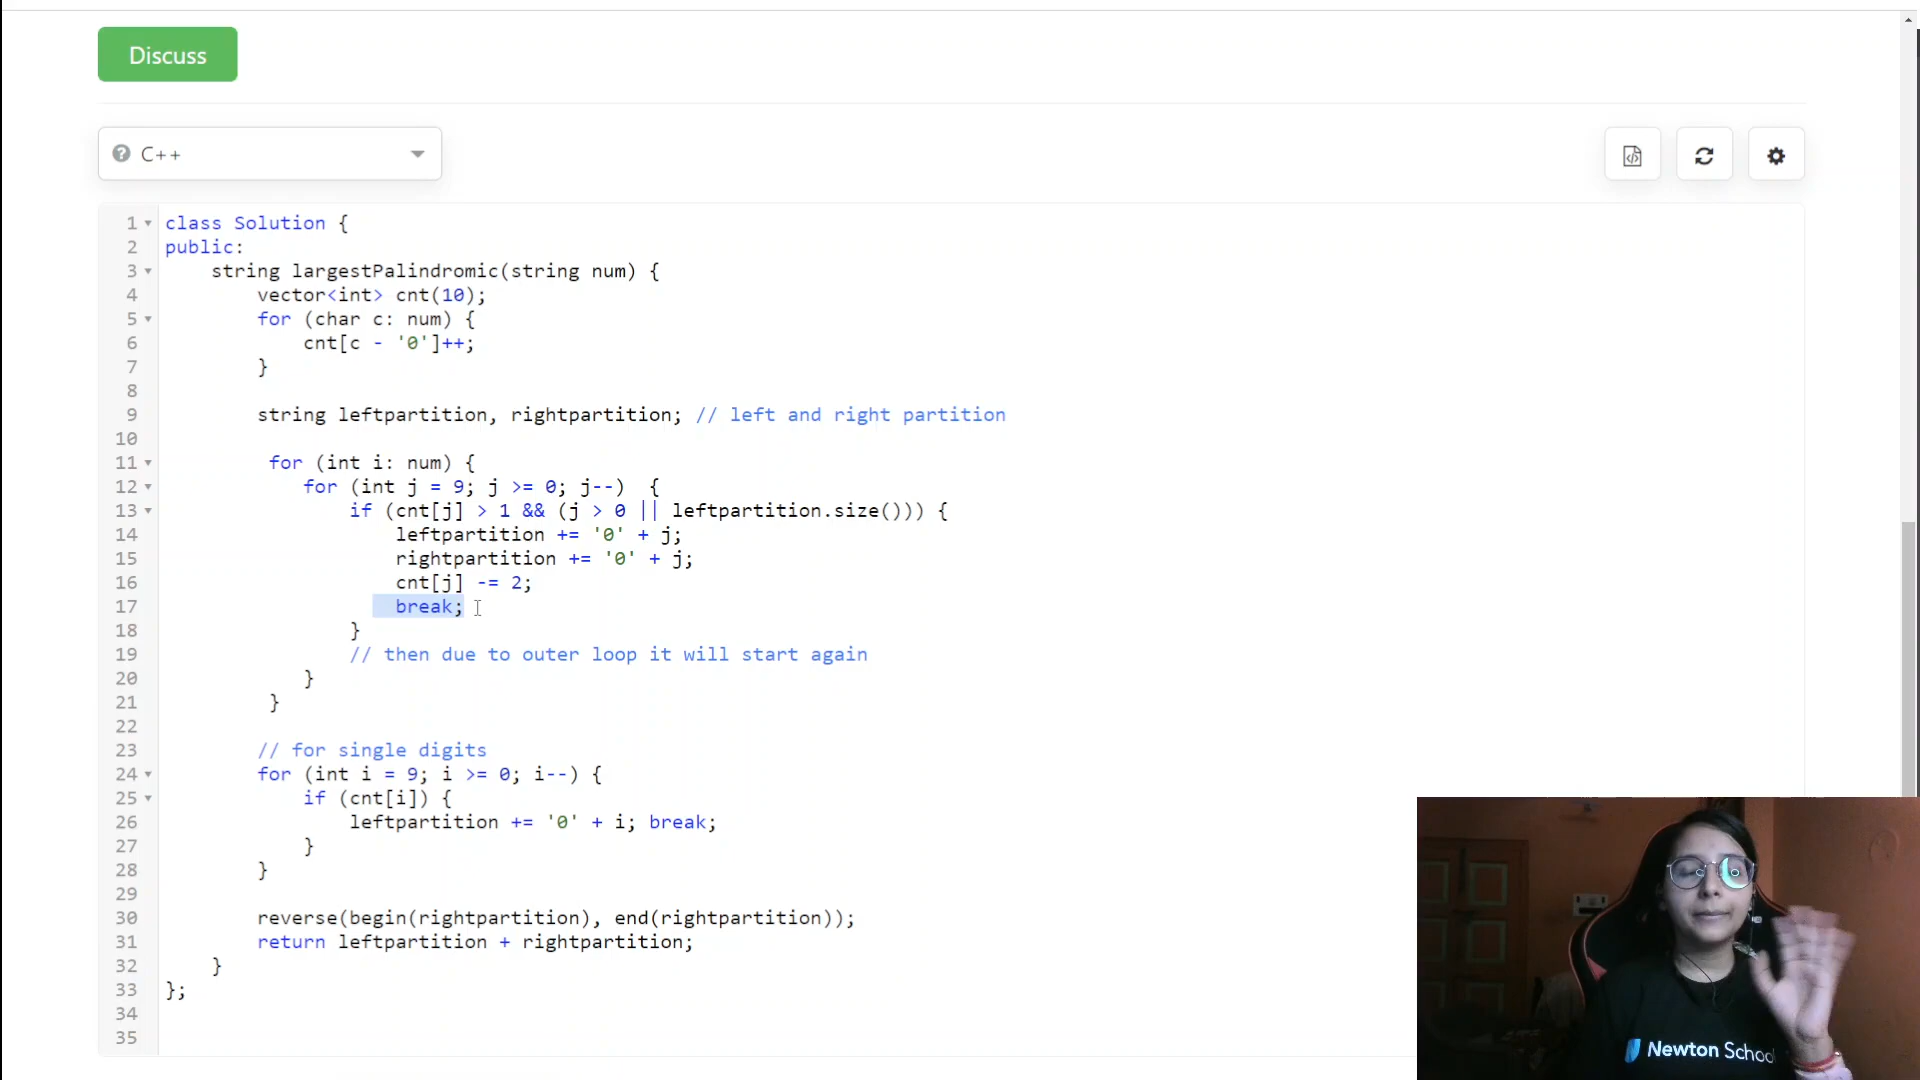 Discuss
C++
1 class Solution {
2 public:
3 string largestPalindromic(string num) {
4 vector<int> cnt(10);
5 for (char c: num) {
6 cnt[c - '0']++;
7 }
8
9 string leftpartition, rightpartition; // left and right partition
10
11 for (int i: num) {
12 for (int j = 9; j >= 0; j--) {
13 if (cnt[j] > 1 && (j > 0 || leftpartition.size())) {
14 leftpartition += '0' + j;
15 rightpartition += '0' + j;
16 cnt[j] -= 2;
17 break;
18 }
19 // then due to outer loop it will start again
20 }
21 }
22
23 // for single digits
24 for (int i = 9; i >= 0; i--) {
25 if (cnt[i]) {
26 leftpartition += '0' + i; break;
27 }
28 }
29
30 reverse(begin(rightpartition), end(rightpartition));
31 return leftpartition + rightpartition;
32 }
33 };
34
35
Newton School